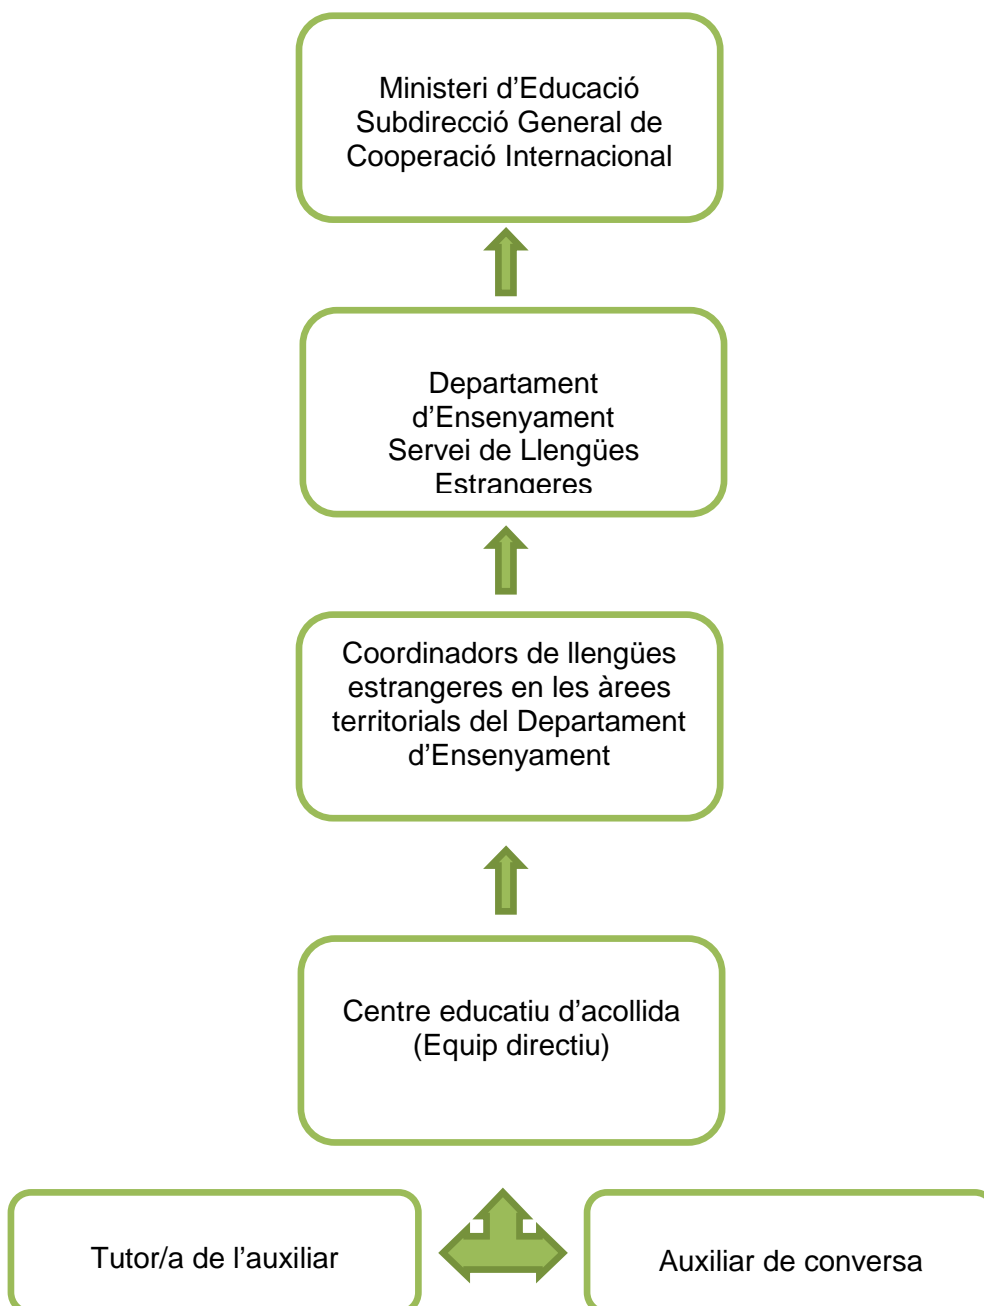 Ministeri d’Educació
Subdirecció General de
Cooperació Internacional
Departament
d’Ensenyament
Servei de Llengües
Estrangeres
Coordinadors de llengües
estrangeres en les àrees
territorials del Departament
d’Ensenyament
Centre educatiu d’acollida
(Equip directiu)
Tutor/a de l’auxiliar
Auxiliar de conversa